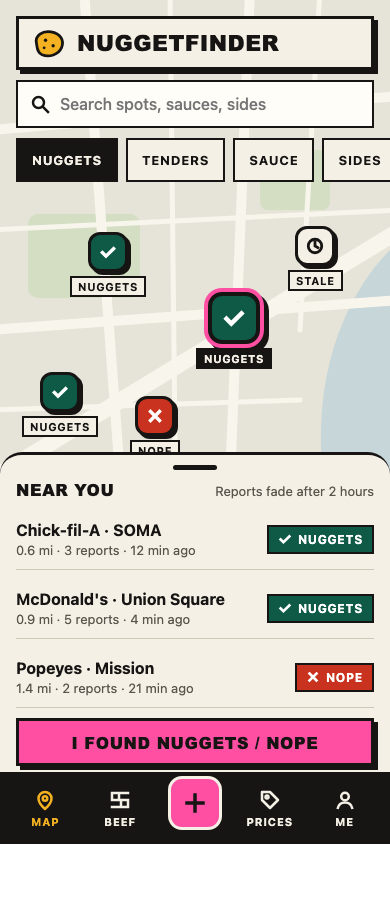 NUGGETFINDER
Search spots, sauces, sides
NUGGETS TENDERS SAUCE SIDES
NUGGETS
STALE
NUGGETS
NUGGETS
NOPE
NEAR YOU Reports fade after 2 hours
Chick-fil-A · SOMA
0.6 mi · 3 reports · 12 min ago
NUGGETS
McDonald's · Union Square
0.9 mi · 5 reports · 4 min ago
NUGGETS
Popeyes · Mission
1.4 mi · 2 reports · 21 min ago
NOPE
I FOUND NUGGETS / NOPE
MAP BEEF PRICES ME